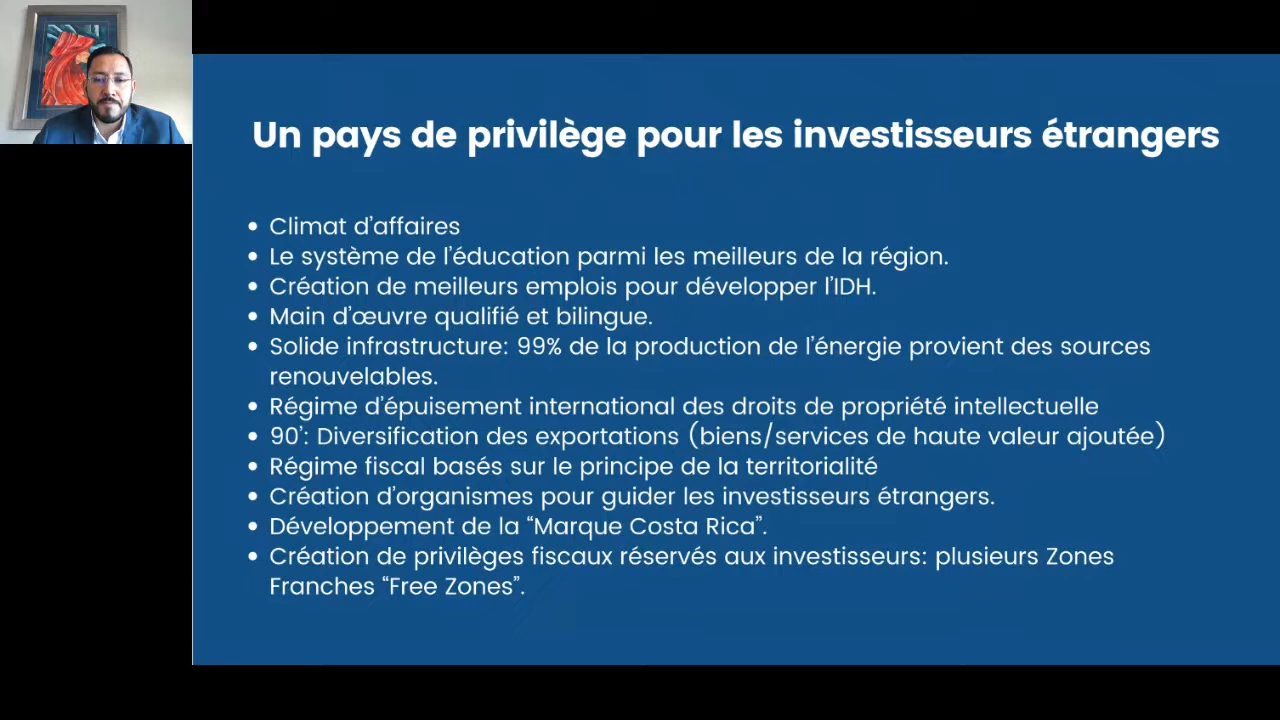 Un pays de privilège pour les investisseurs étrangers
• Climat d’affaires
• Le système de l’éducation parmi les meilleurs de la région.
• Création de meilleurs emplois pour développer l’IDH.
• Main d’œuvre qualifié et bilingue.
• Solide infrastructure: 99% de la production de l’énergie provient des sources
renouvelables.
• Régime d’épuisement international des droits de propriété intellectuelle
• 90’: Diversification des exportations (biens/services de haute valeur ajoutée)
• Régime fiscal basés sur le principe de la territorialité
• Création d’organismes pour guider les investisseurs étrangers.
• Développement de la “Marque Costa Rica”.
• Création de privilèges fiscaux réservés aux investisseurs: plusieurs Zones
Franches “Free Zones”.